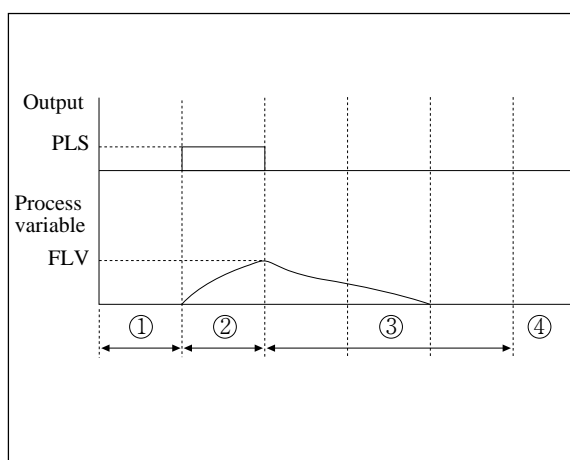 Output
PLS
Process
variable
FLV
① ② ③ ④